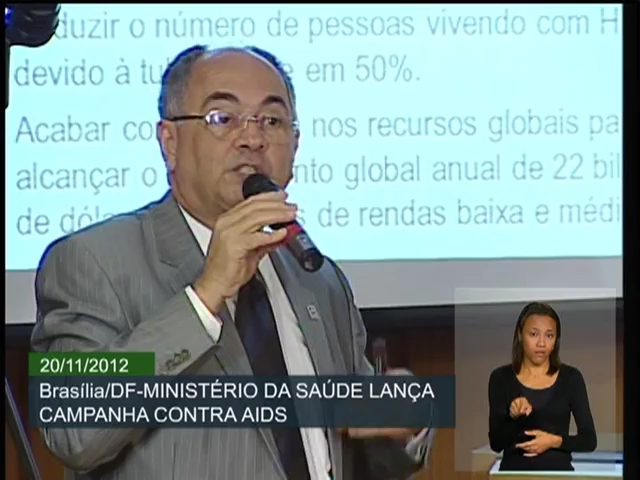 duzir o número de pessoas vivendo com H
devido à tu e em 50%.
Acabar co nos recursos globais pa
alcançar o nto global anual de 22 bil
de dóla s de rendas baixa e médi
20/11/2012
Brasília/DF-MINISTÉRIO DA SAÚDE LANÇA
CAMPANHA CONTRA AIDS